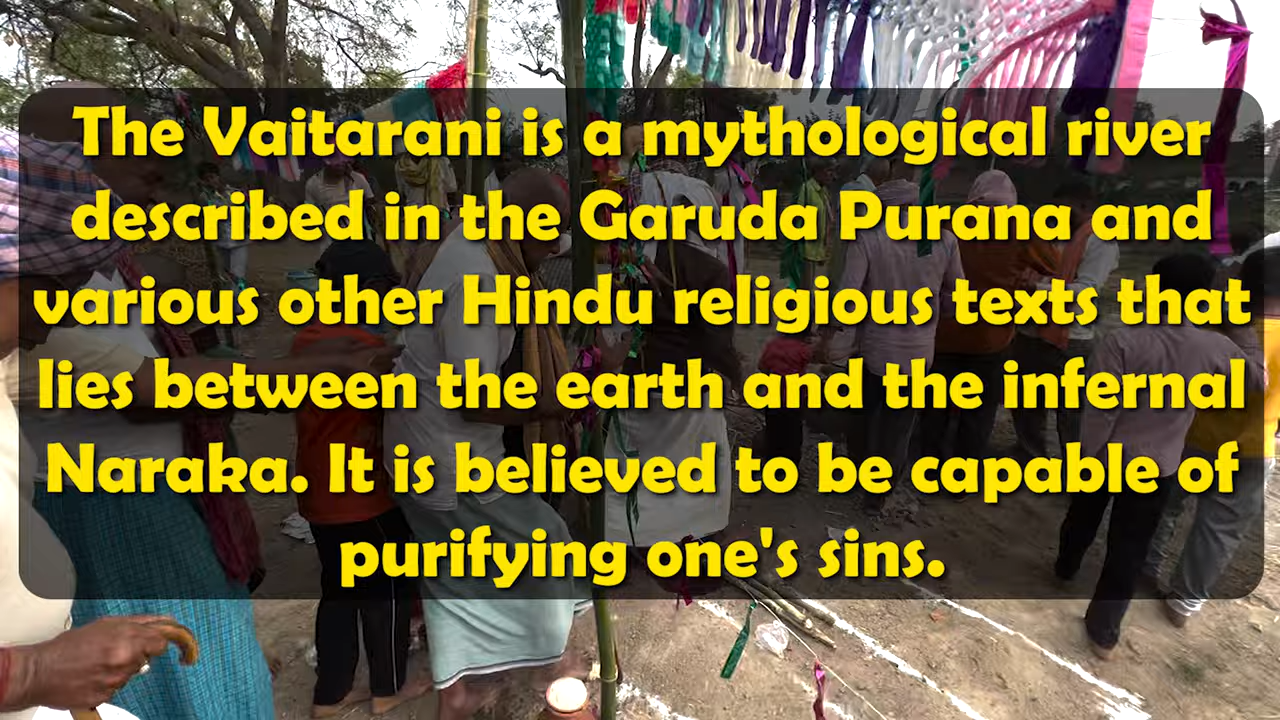 The Vaitarani is a mythological river
described in the Garuda Purana and
various other Hindu religious texts that
lies between the earth and the infernal
Naraka. It is believed to be capable of
purifying one's sins.